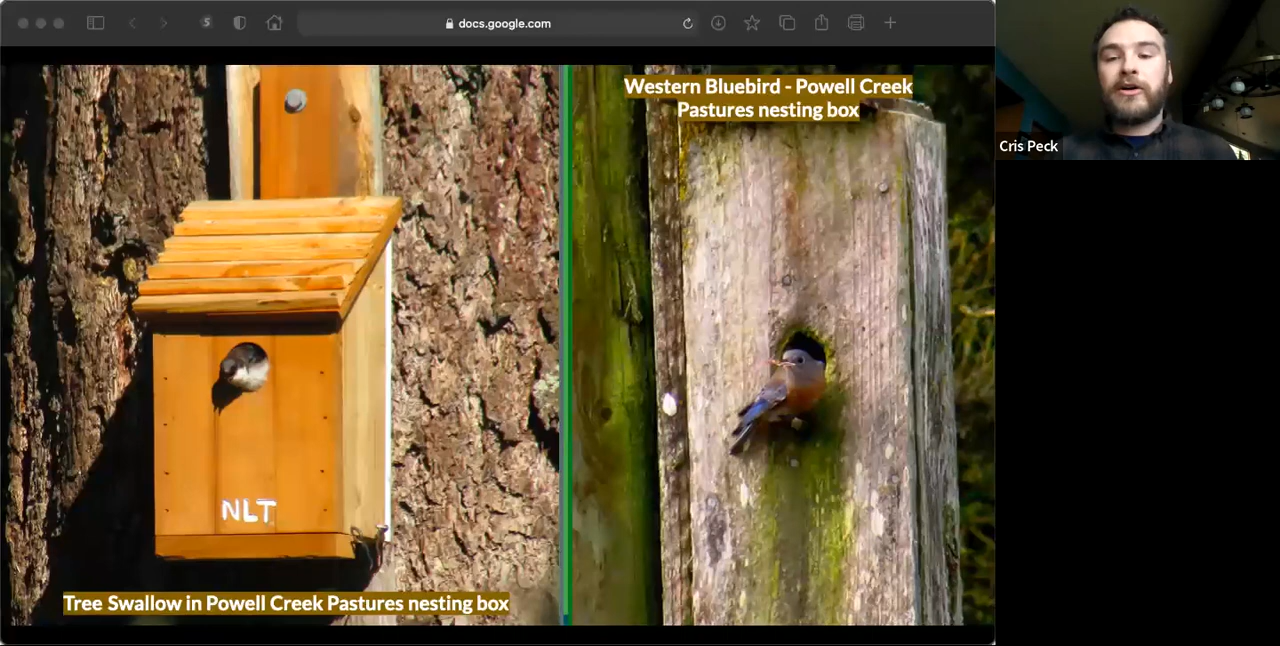 docs.google.com
Western Bluebird - Powell Creek
Pastures nesting box
Cris Peck
NLT
Tree Swallow in Powell Creek Pastures nesting box